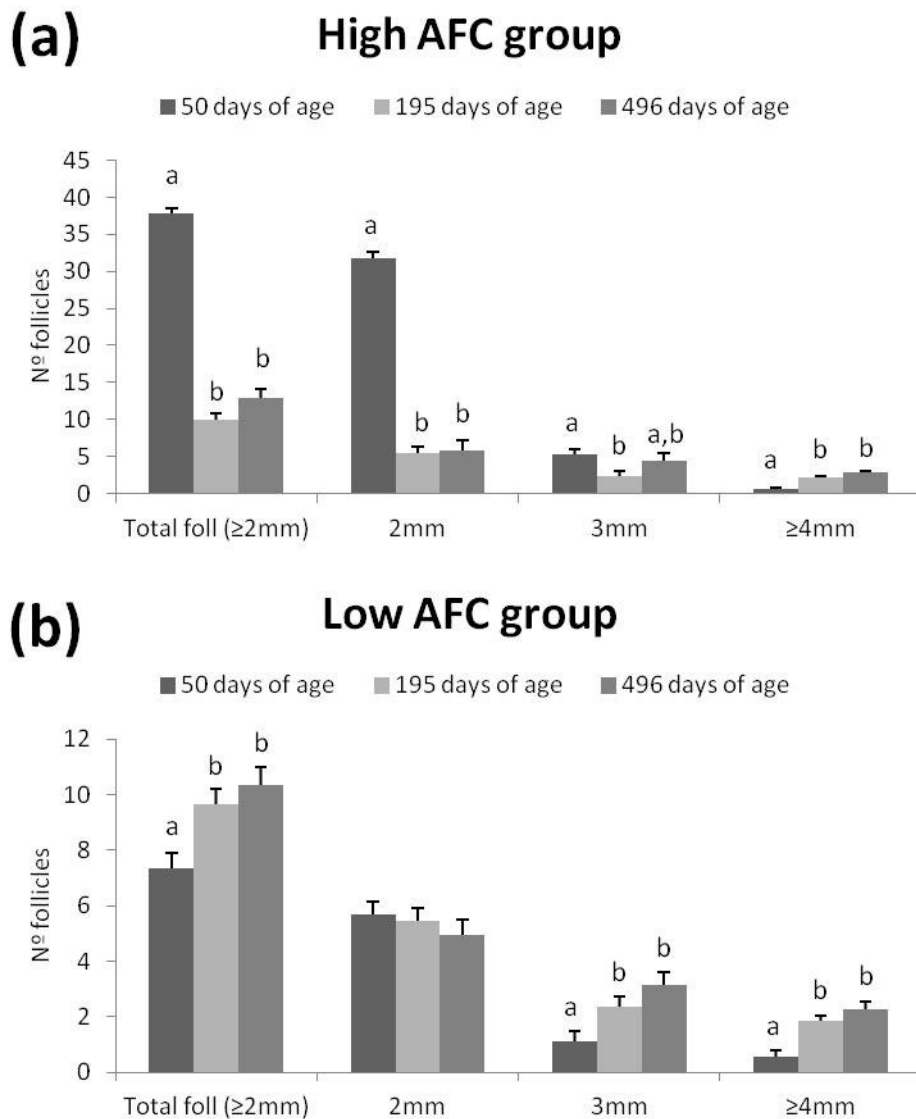 (a) High AFC group
50 days of age 195 days of age 496 days of age
45
40
35
30
25
20
15
10
5
0
Nº follicles
a
b
b
a
b
b
a
b
a,b
a
b
b
Total foll (≥2mm) 2mm 3mm ≥4mm
(b) Low AFC group
50 days of age 195 days of age 496 days of age
12
10
8
6
4
2
0
Nº follicles
a
b
b
a
b
b
a
b
b
Total foll (≥2mm) 2mm 3mm ≥4mm